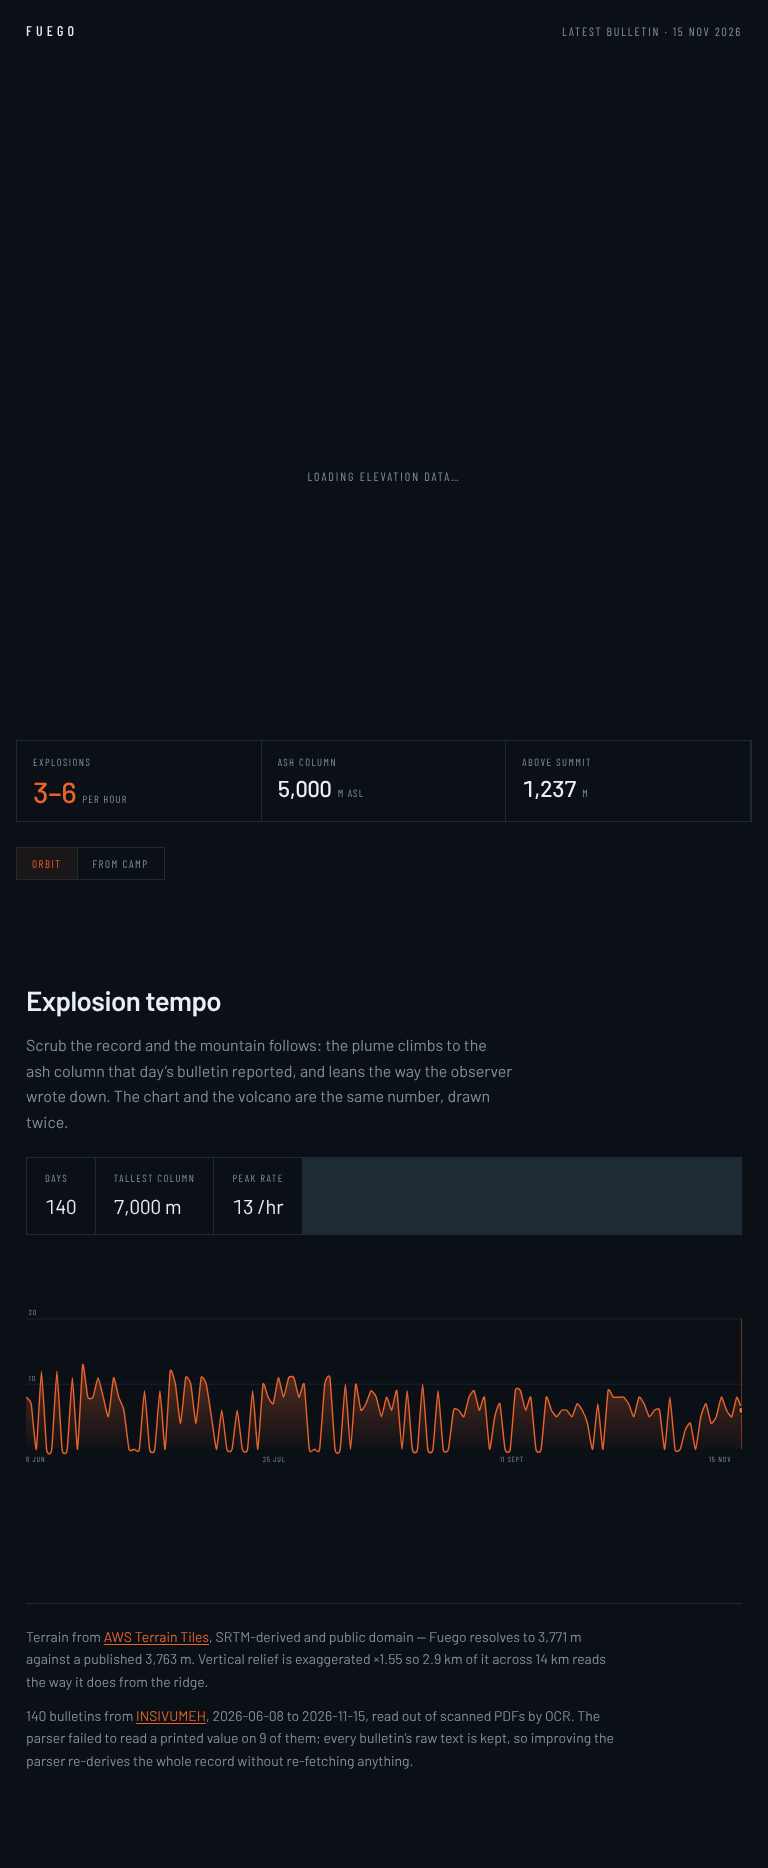 FUEGO
LATEST BULLETIN · 15 NOV 2026
LOADING ELEVATION DATA…
EXPLOSIONS
3–6 PER HOUR
ASH COLUMN
5,000 M ASL
ABOVE SUMMIT
1,237 M
ORBIT
FROM CAMP
Explosion tempo
Scrub the record and the mountain follows: the plume climbs to the
ash column that day’s bulletin reported, and leans the way the observer
wrote down. The chart and the volcano are the same number, drawn
twice.
DAYS
140
TALLEST COLUMN
7,000 m
PEAK RATE
13 /hr
20
10
8 JUN
25 JUL
11 SEPT
15 NOV
Terrain from AWS Terrain Tiles, SRTM-derived and public domain — Fuego resolves to 3,771 m
against a published 3,763 m. Vertical relief is exaggerated ×1.55 so 2.9 km of it across 14 km reads
the way it does from the ridge.
140 bulletins from INSIVUMEH, 2026-06-08 to 2026-11-15, read out of scanned PDFs by OCR. The
parser failed to read a printed value on 9 of them; every bulletin’s raw text is kept, so improving the
parser re-derives the whole record without re-fetching anything.